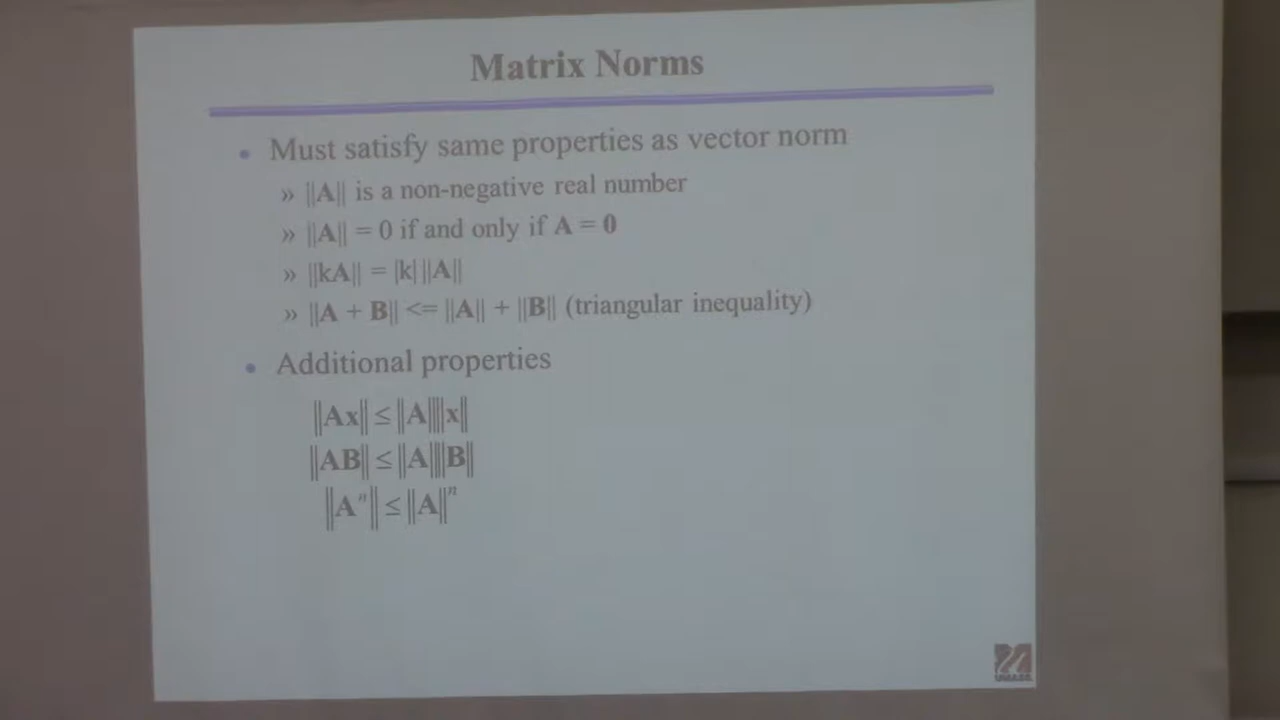 Matrix Norms
• Must satisfy same properties as vector norm
» ||A|| is a non-negative real number
» ||A|| = 0 if and only if A = 0
» ||kA|| = |k| ||A||
» ||A + B|| <= ||A|| + ||B|| (triangular inequality)
• Additional properties
||Ax|| ≤ ||A||||x||
||AB|| ≤ ||A||||B||
||Aⁿ|| ≤ ||A||ⁿ